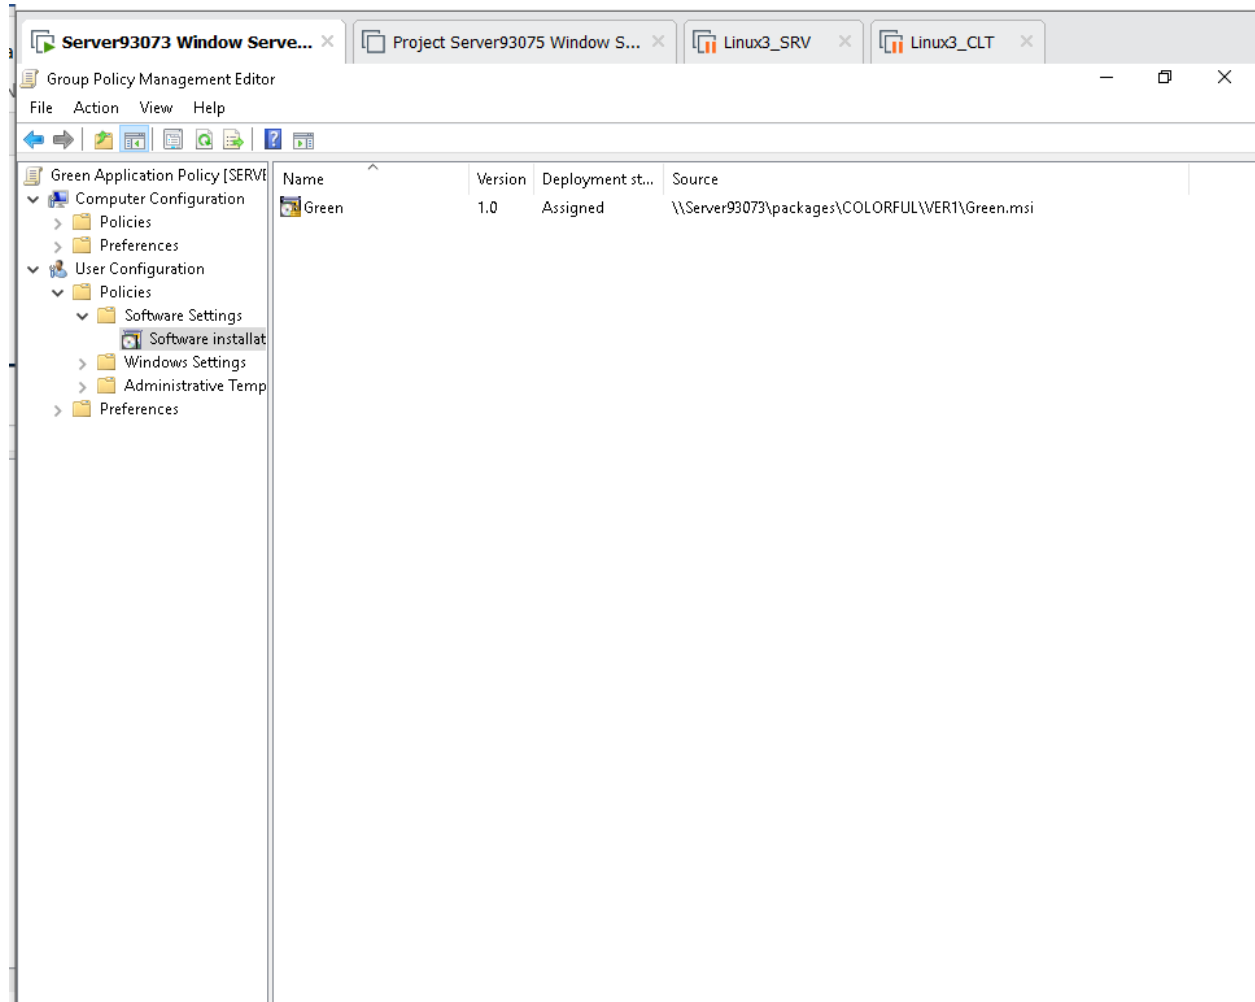 Server93073 Window Serve...
Project Server93075 Window S...
Linux3_SRV
Linux3_CLT
Group Policy Management Editor
File Action View Help
Green Application Policy [SERVE
Computer Configuration
Policies
Preferences
User Configuration
Policies
Software Settings
Software installat
Windows Settings
Administrative Temp
Preferences
Name Version Deployment st... Source
Green 1.0 Assigned \\Server93073\packages\COLORFUL\VER1\Green.msi